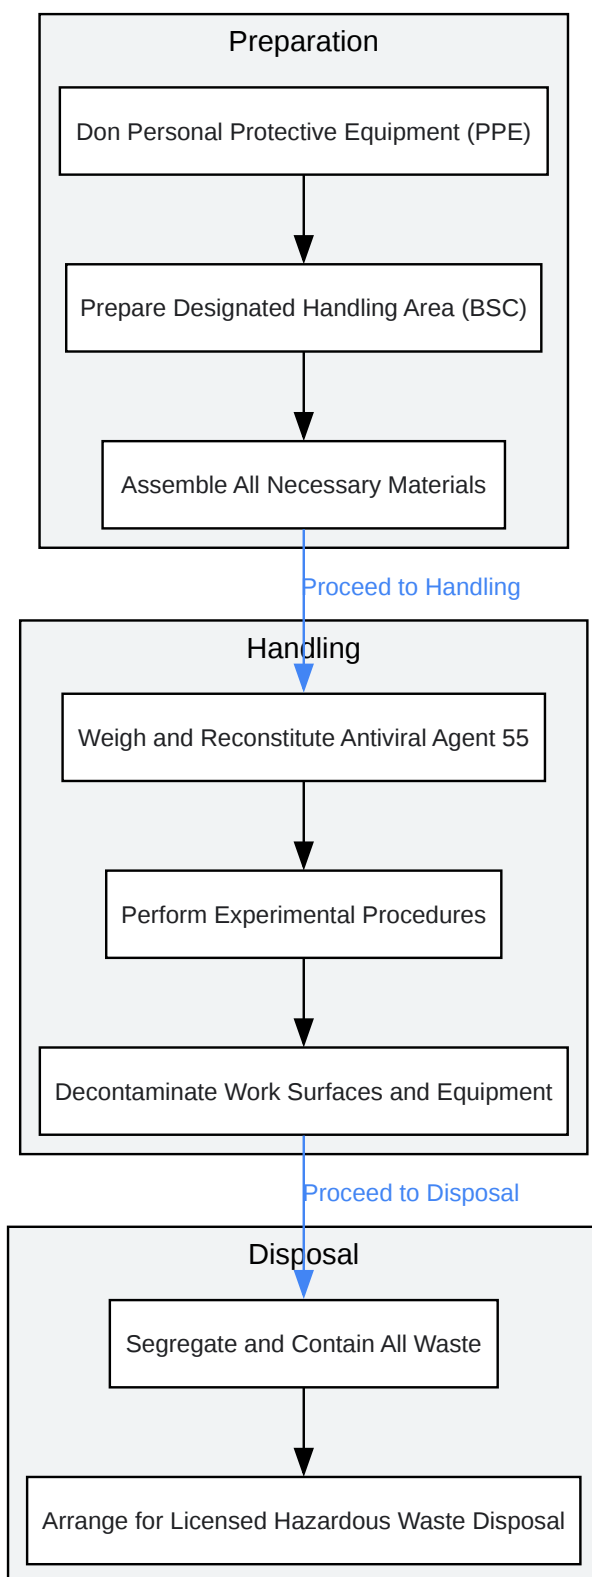 Preparation
Don Personal Protective Equipment (PPE)
Prepare Designated Handling Area (BSC)
Assemble All Necessary Materials
Proceed to Handling
Handling
Weigh and Reconstitute Antiviral Agent 55
Perform Experimental Procedures
Decontaminate Work Surfaces and Equipment
Proceed to Disposal
Disposal
Segregate and Contain All Waste
Arrange for Licensed Hazardous Waste Disposal